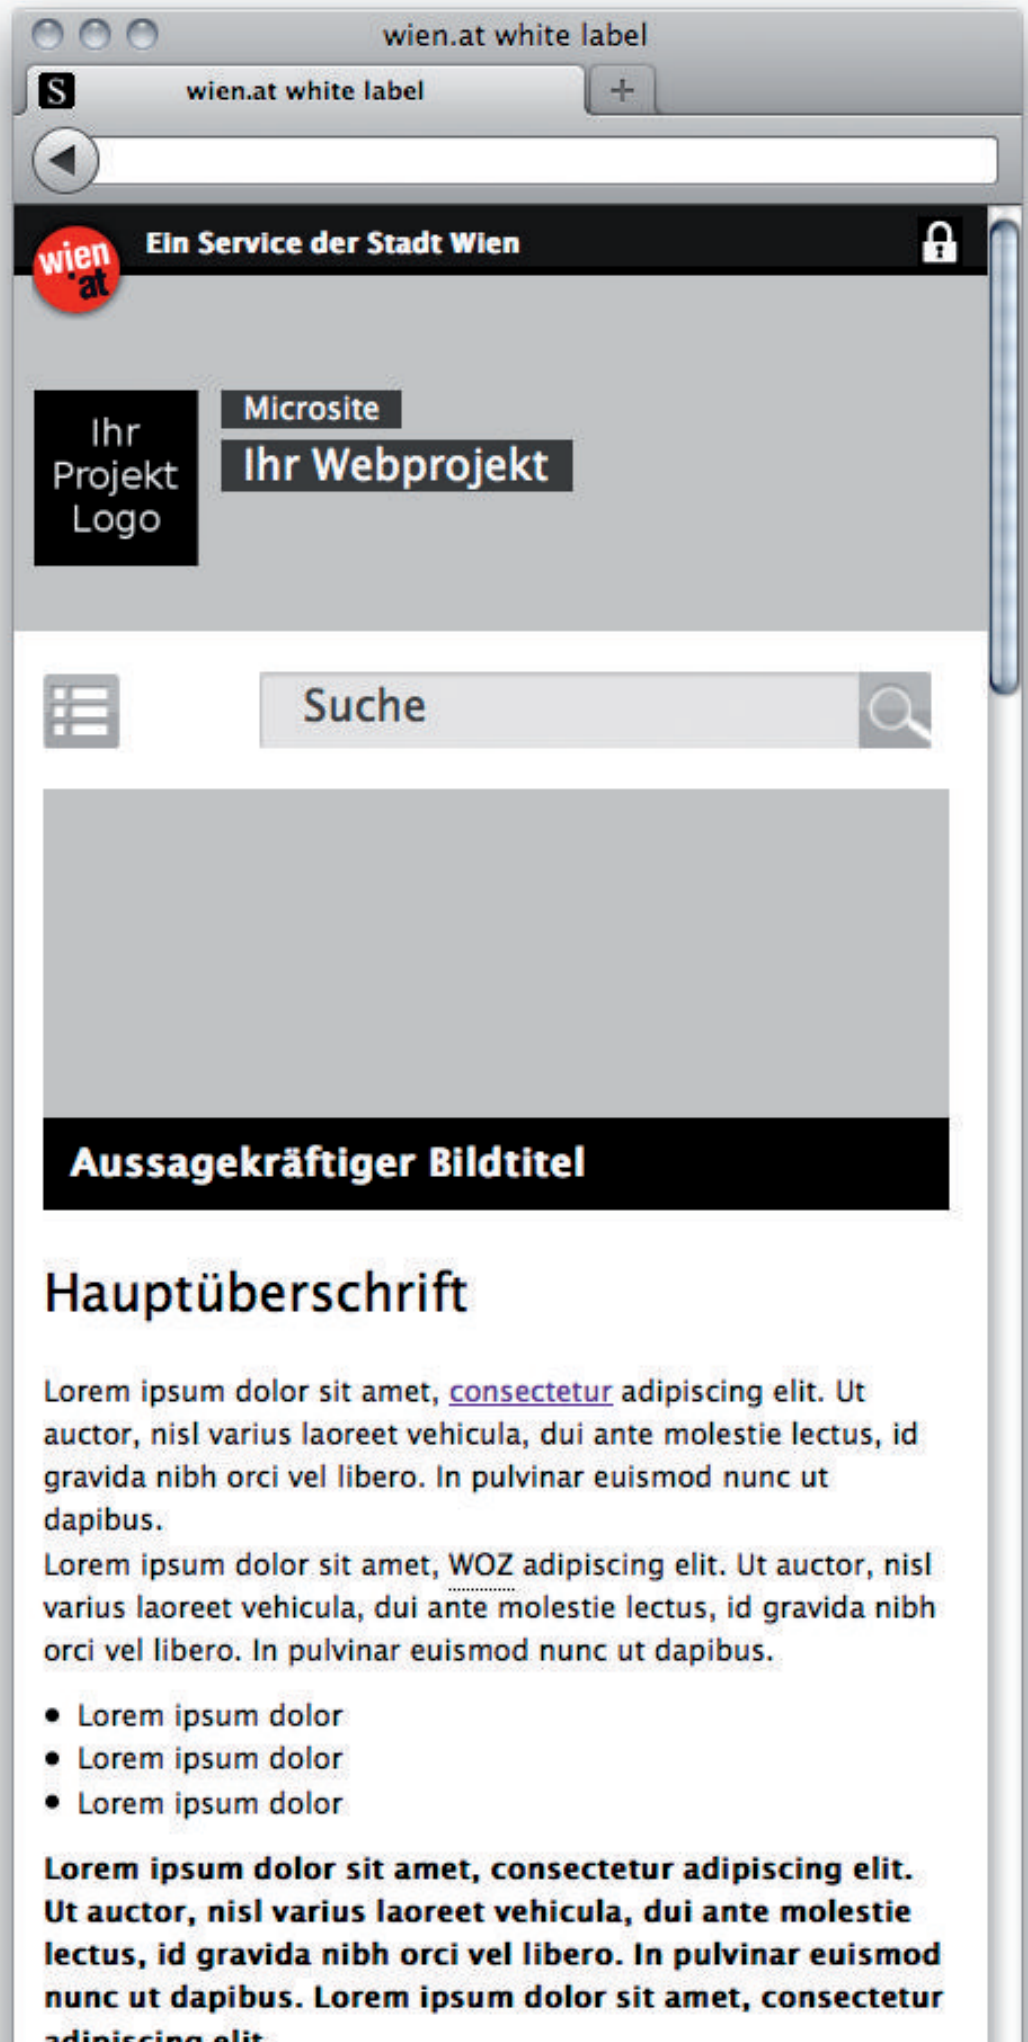 wien.at white label
S
wien.at white label
+
wien.at
Ein Service der Stadt Wien
Ihr
Projekt
Logo
Microsite
Ihr Webprojekt
Suche
Aussagekräftiger Bildtitel
Hauptüberschrift
Lorem ipsum dolor sit amet, consectetur adipiscing elit. Ut
auctor, nisl varius laoreet vehicula, dui ante molestie lectus, id
gravida nibh orci vel libero. In pulvinar euismod nunc ut
dapibus.
Lorem ipsum dolor sit amet, WOZ adipiscing elit. Ut auctor, nisl
varius laoreet vehicula, dui ante molestie lectus, id gravida nibh
orci vel libero. In pulvinar euismod nunc ut dapibus.
• Lorem ipsum dolor
• Lorem ipsum dolor
• Lorem ipsum dolor
Lorem ipsum dolor sit amet, consectetur adipiscing elit.
Ut auctor, nisl varius laoreet vehicula, dui ante molestie
lectus, id gravida nibh orci vel libero. In pulvinar euismod
nunc ut dapibus. Lorem ipsum dolor sit amet, consectetur
adipiscing elit